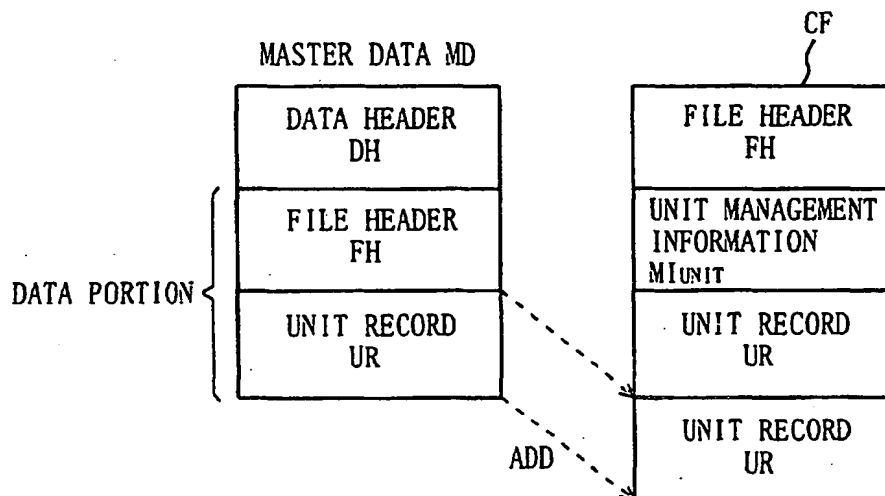 CF
MASTER DATA MD
DATA HEADER
DH
FILE HEADER
FH
UNIT RECORD
UR
DATA PORTION
FILE HEADER
FH
UNIT MANAGEMENT
INFORMATION
MIUNIT
UNIT RECORD
UR
UNIT RECORD
UR
ADD